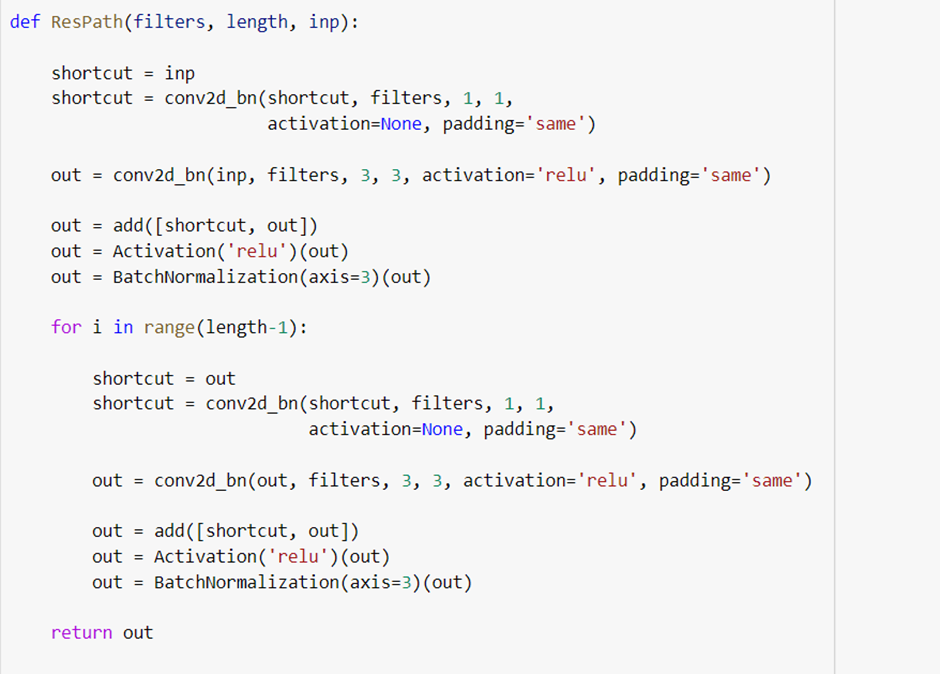 def ResPath(filters, length, inp):
    shortcut = inp
    shortcut = conv2d_bn(shortcut, filters, 1, 1,
                         activation=None, padding='same')
    out = conv2d_bn(inp, filters, 3, 3, activation='relu', padding='same')
    out = add([shortcut, out])
    out = Activation('relu')(out)
    out = BatchNormalization(axis=3)(out)
    for i in range(length-1):
        shortcut = out
        shortcut = conv2d_bn(shortcut, filters, 1, 1,
                             activation=None, padding='same')
        out = conv2d_bn(out, filters, 3, 3, activation='relu', padding='same')
        out = add([shortcut, out])
        out = Activation('relu')(out)
        out = BatchNormalization(axis=3)(out)
    return out